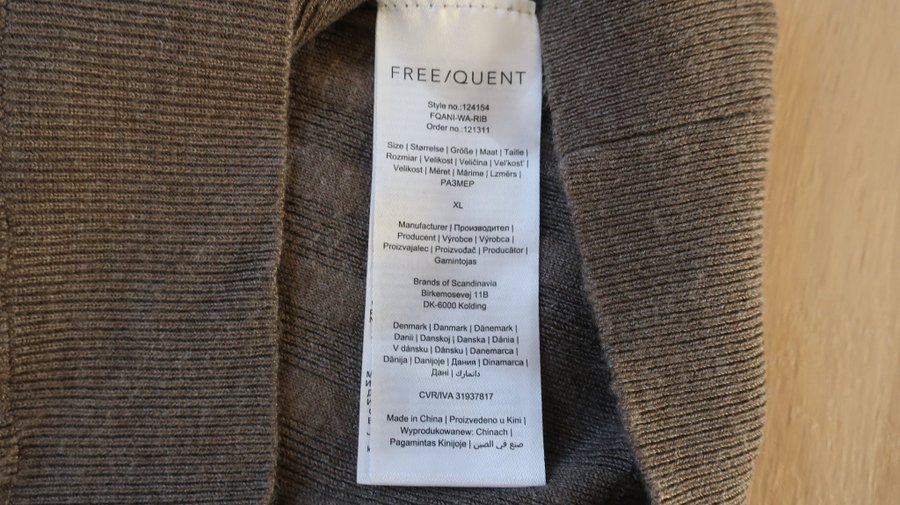 FREE/QUENT
Style no.:124154
FQANI-WA-RIB
Order no.:121311
Size | Størrelse | Größe | Maat | Taille |
Rozmiar | Velikost | Veličina | Vel'kost' |
Velikost | Méret | Mărime | Lzmērs |
РАЗМЕР
XL
Manufacturer | Производител |
Producent | Výrobce | Výrobca |
Proizvajalec | Proizvođač | Producător |
Gamintojas
Brands of Scandinavia
Birkemosevej 11B
DK-6000 Kolding
Denmark | Danmark | Dänemark |
Danii | Danskoj | Danska | Dánia |
V dánsku | Dánsku | Danemarca |
Dānija | Danijoje | Дания | Dinamarca |
Дані | دانمارك
CVR/IVA 31937817
Made in China | Proizvedeno u Kini |
Wyprodukowanew: Chinach |
Pagamintas Kinijoje | صنع في الصين